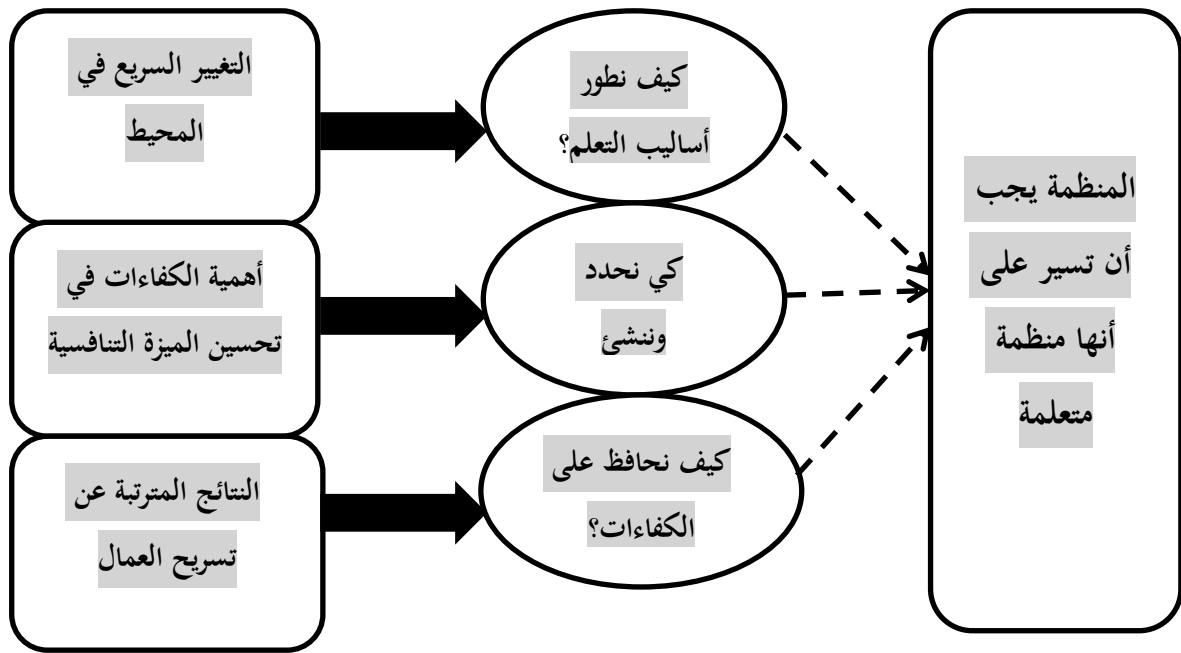 التغيير السريع في
المحيط
أهمية الكفاءات في
تحسين الميزة التنافسية
النتائج المترتبة عن
تسريح العمال
كيف نطور
أساليب التعلم؟
كي نحدد
وننشئ
كيف نحافظ على
الكفاءات؟
المنظمة يجب
أن تسير على
أنها منظمة
متعلمة